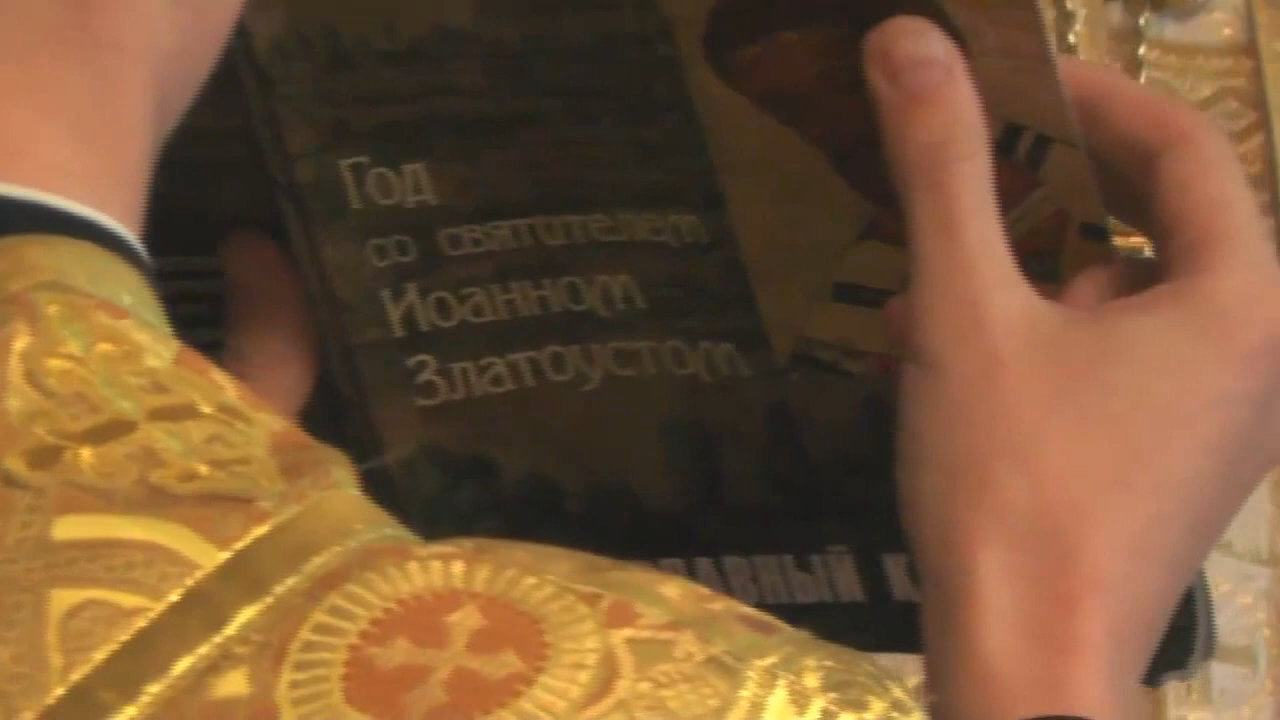 Год
со святителем
Иоанном
Златоустом